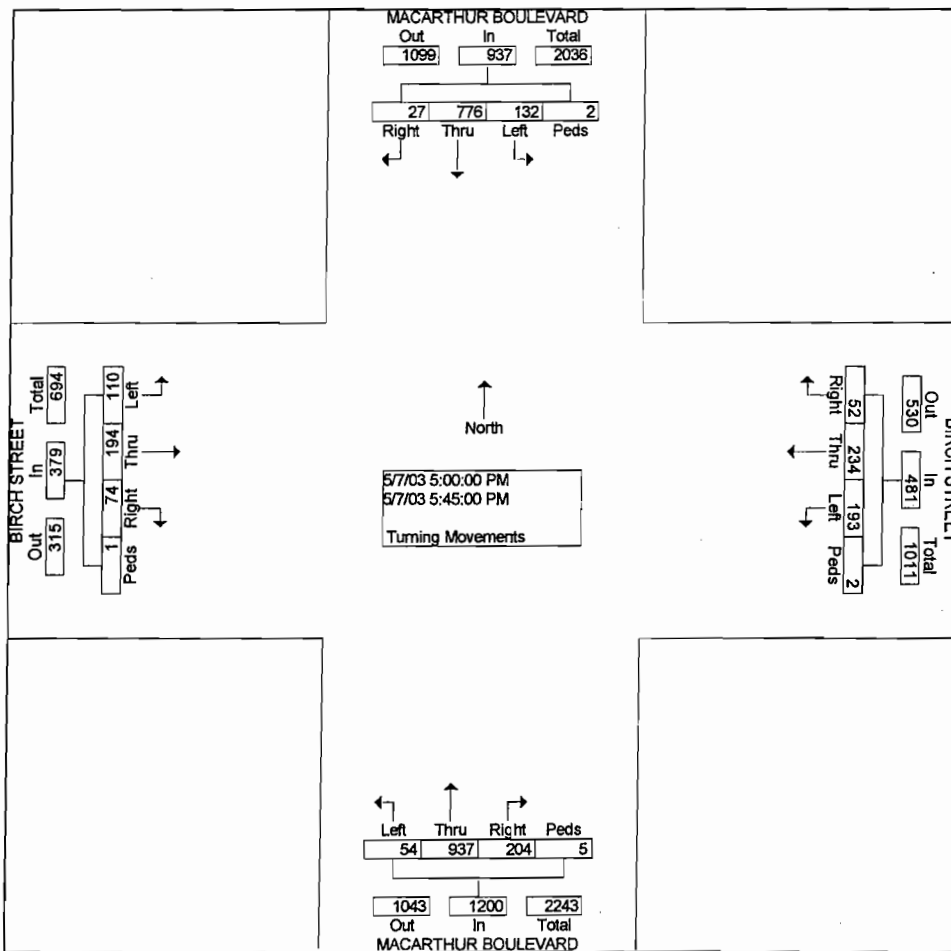 MACARTHUR BOULEVARD
Out In Total
1099 937 2036
27 776 132 2
Right Thru Left Peds
BIRCH STREET
Total In Out
694 379 315
110 194 74 1
Left Thru Right Peds
North
5/7/03 5:00:00 PM
5/7/03 5:45:00 PM
Turning Movements
Right Thru Left Peds
52 234 193 2
Out In Total
530 481 1011
BIRCH STREET
Left Thru Right Peds
54 937 204 5
1043 1200 2243
Out In Total
MACARTHUR BOULEVARD